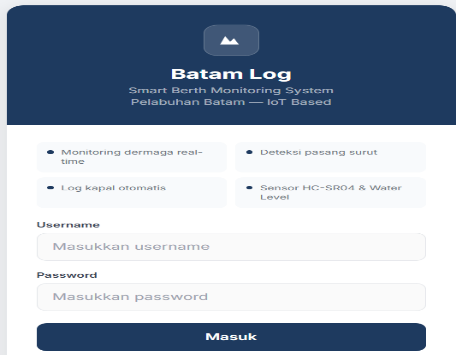 Batam Log
Smart Berth Monitoring System
Pelabuhan Batam — IoT Based
Monitoring dermaga real-
time
Deteksi pasang surut
Log kapal otomatis
Sensor HC-SR04 & Water
Level
Username
Masukkan username
Password
Masukkan password
Masuk